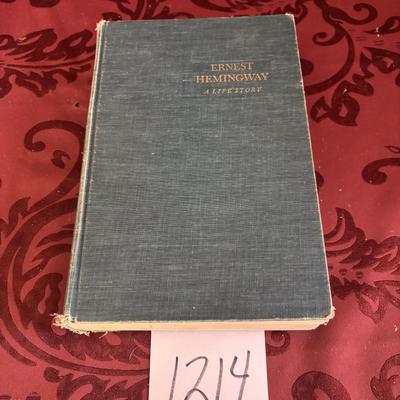 ERNEST
HEMINGWAY
A LIFE STORY
1214